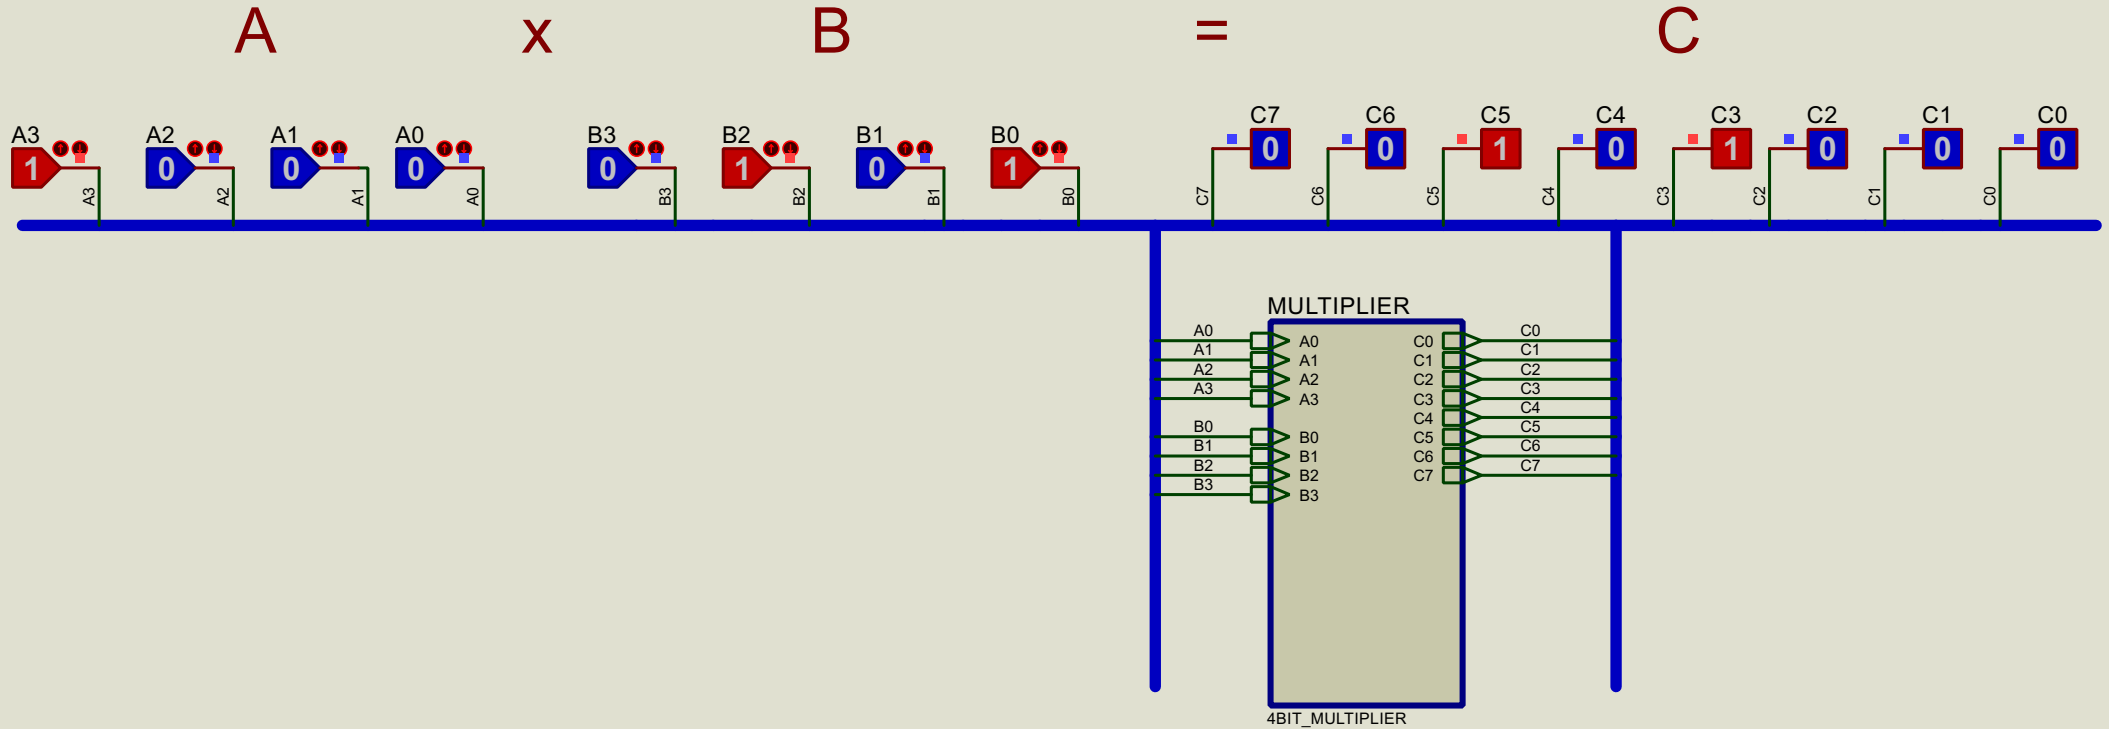 A x B = C
A3 A2 A1 A0 B3 B2 B1 B0 C7 C6 C5 C4 C3 C2 C1 C0
1 0 0 0 0 1 0 1 0 0 1 0 1 0 0 0
A3 A2 A1 A0 B3 B2 B1 B0 C7 C6 C5 C4 C3 C2 C1 C0
MULTIPLIER
A0 A0 C0 C0
A1 A1 C1 C1
A2 A2 C2 C2
A3 A3 C3 C3
C4 C4
B0 B0 C5 C5
B1 B1 C6 C6
B2 B2 C7 C7
B3 B3
4BIT_MULTIPLIER